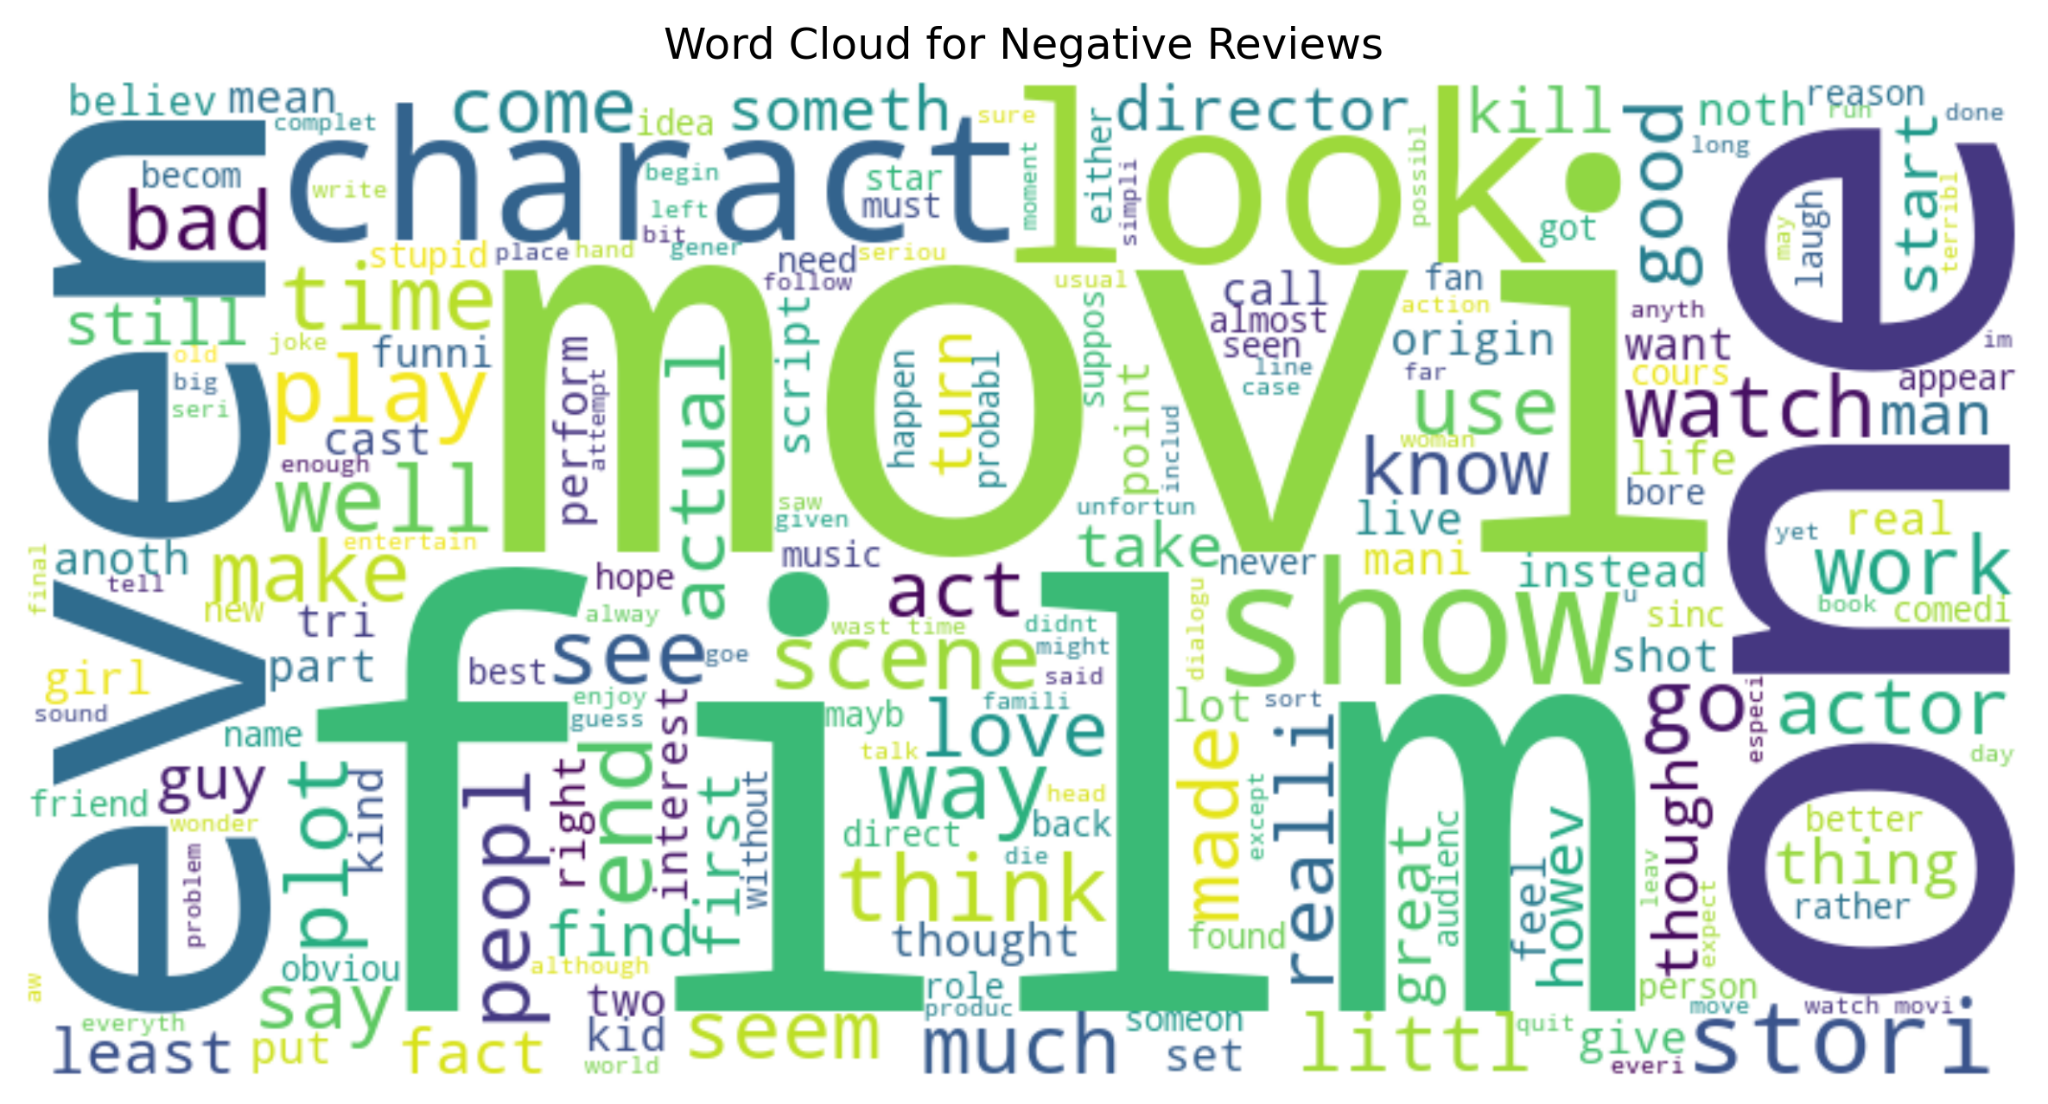 Word Cloud for Negative Reviews
believ
mean
come
idea
someth
sure
look
director
kill
good
noth
reason
run
done
long
complet
even
becom
bad
charact
write
begin
left
bit
star
must
moment
either
simpli
possibl
got
one
may
laugh
start
terribl
stupid
place
hand
gener
need
seriou
follow
usual
call
fan
action
almost
seen
line
case
origin
far
anyth
want
cours
im
appear
still
time
joke
old
big
seri
funni
play
cast
enough
well
movi
perform
attempt
actual
script
happen
turn
probabl
suppos
point
includ
use
woman
know
watch
man
life
bore
yet
real
work
book
comedi
saw
given
music
unfortun
take
never
live
mani
instead
u
sinc
shot
anoth
tell
final
make
entertain
new
tri
girl
part
sound
name
film
hope
alway
see
best
goe
act
wast time
scene
didnt
might
said
dialogu
show
enjoy
guess
interest
mayb
famili
love
talk
way
head
direct
back
die
think
thought
lot
sort
made
except
realli
found
go
especi
actor
day
though
leav
expect
better
thing
rather
guy
friend
wonder
problem
plot
kind
peopl
right
end
first
without
find
although
great
audienc
feel
howev
aw
obviou
say
everyth
least
put
fact
two
kid
world
seem
role
produc
much
someon
set
littl
quit
give
everi
person
move
watch movi
stori